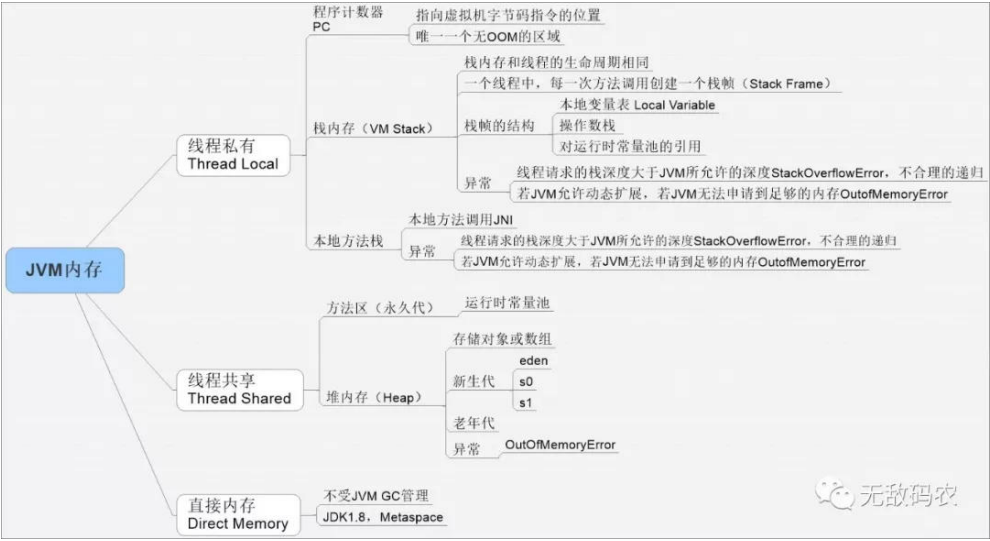 程序计数器
PC
指向虚拟机字节码指令的位置
唯一一个无OOM的区域
栈内存和线程的生命周期相同
一个线程中，每一次方法调用创建一个栈帧（Stack Frame）
栈内存（VM Stack）
栈帧的结构
本地变量表 Local Variable
操作数栈
对运行时常量池的引用
线程私有
Thread Local
异常
线程请求的栈深度大于JVM所允许的深度StackOverflowError，不合理的递归
若JVM允许动态扩展，若JVM无法申请到足够的内存OutofMemoryError
本地方法栈
本地方法调用JNI
异常
线程请求的栈深度大于JVM所允许的深度StackOverflowError，不合理的递归
若JVM允许动态扩展，若JVM无法申请到足够的内存OutofMemoryError
JVM内存
方法区（永久代）
运行时常量池
线程共享
Thread Shared
堆内存（Heap）
存储对象或数组
新生代
eden
s0
s1
老年代
异常
OutOfMemoryError
直接内存
Direct Memory
不受JVM GC管理
JDK1.8，Metaspace
无敌码农